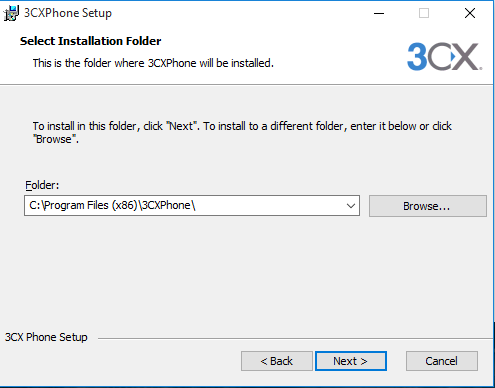 3CXPhone Setup
Select Installation Folder
This is the folder where 3CXPhone will be installed.
3CX.
To install in this folder, click "Next". To install to a different folder, enter it below or click
"Browse".
Folder:
C:\Program Files (x86)\3CXPhone\
Browse...
3CX Phone Setup
< Back
Next >
Cancel